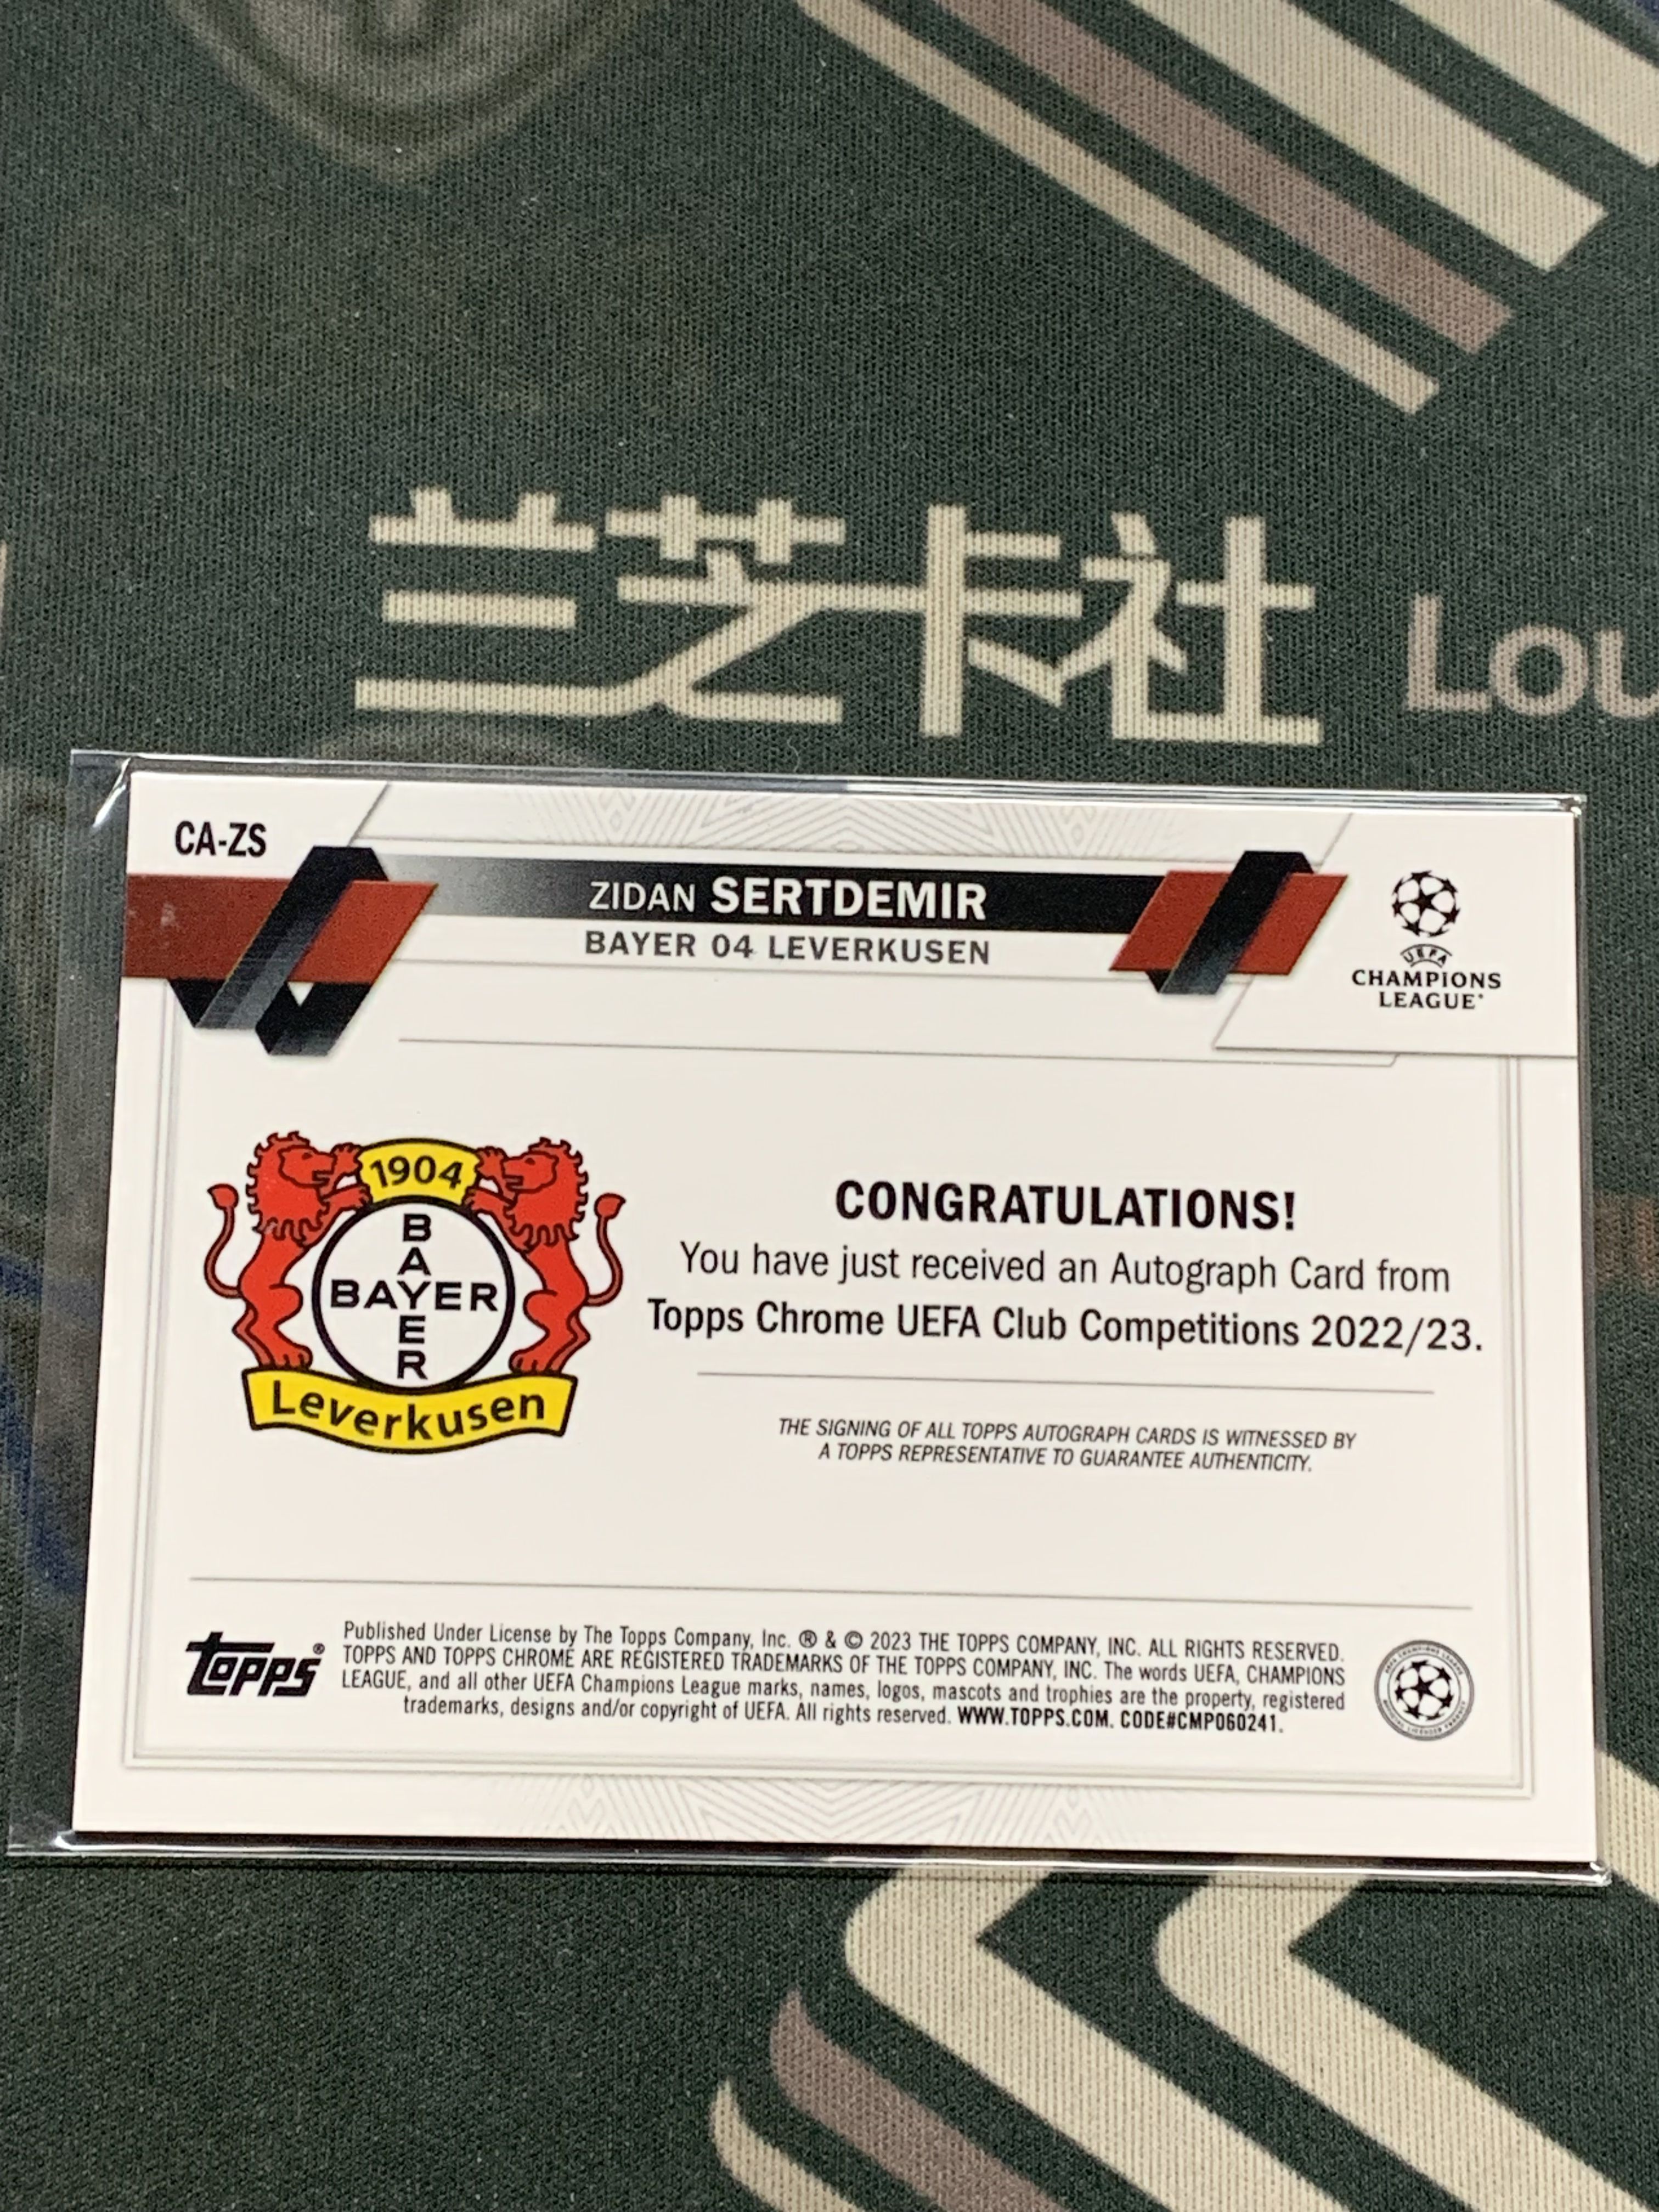 兰芝卡社 LOU
CA-ZS
ZIDAN SERTDEMIR
BAYER 04 LEVERKUSEN
UEFA
CHAMPIONS
LEAGUE
1904
BAYER
BAYER
Leverkusen
CONGRATULATIONS!
You have just received an Autograph Card from
Topps Chrome UEFA Club Competitions 2022/23.
THE SIGNING OF ALL TOPPS AUTOGRAPH CARDS IS WITNESSED BY
A TOPPS REPRESENTATIVE TO GUARANTEE AUTHENTICITY.
topps®
Published Under License by The Topps Company, Inc. ® & © 2023 THE TOPPS COMPANY, INC. ALL RIGHTS RESERVED.
TOPPS AND TOPPS CHROME ARE REGISTERED TRADEMARKS OF THE TOPPS COMPANY, INC. The words UEFA, CHAMPIONS
LEAGUE, and all other UEFA Champions League marks, names, logos, mascots and trophies are the property, registered
trademarks, designs and/or copyright of UEFA. All rights reserved. WWW.TOPPS.COM. CODE#CMP060241.